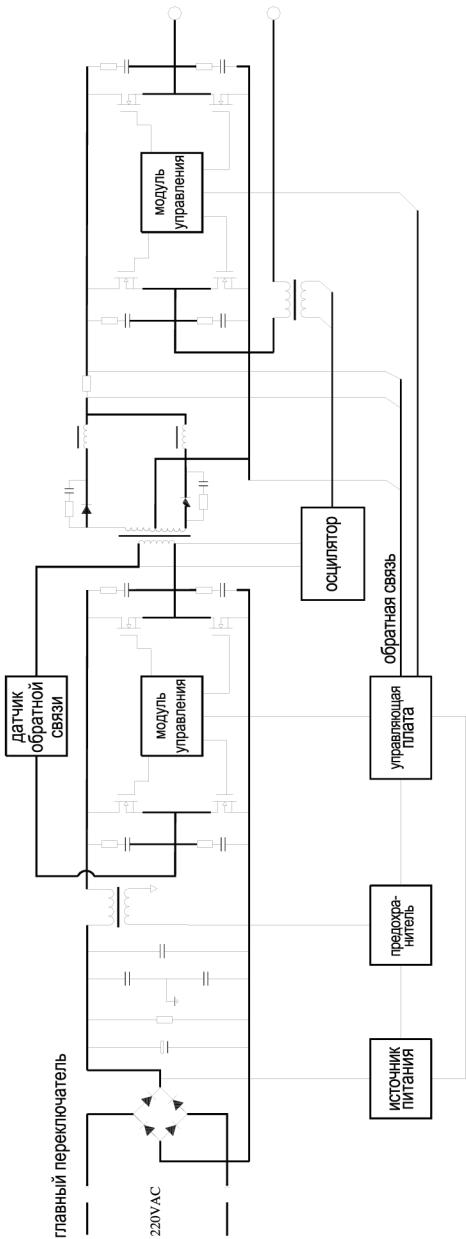 главный переключатель
220VAC
датчик
обратной
связи
модуль
управления
модуль
управления
осцилятор
обратная связь
управляющая
плата
предохра-
нитель
источник
питания